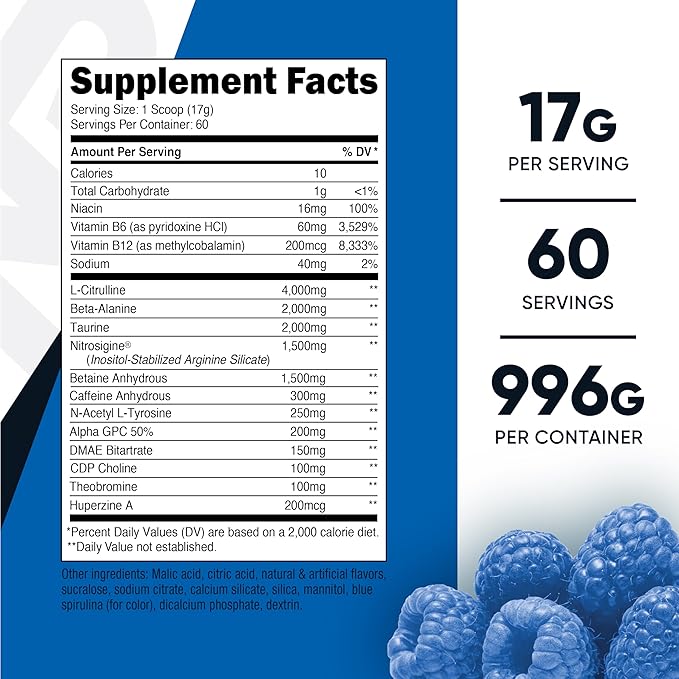 Supplement Facts
Serving Size: 1 Scoop (17g)
Servings Per Container: 60
Amount Per Serving % DV*
Calories 10
Total Carbohydrate 1g <1%
Niacin 16mg 100%
Vitamin B6 (as pyridoxine HCl) 60mg 3,529%
Vitamin B12 (as methylcobalamin) 200mcg 8,333%
Sodium 40mg 2%
L-Citrulline 4,000mg **
Beta-Alanine 2,000mg **
Taurine 2,000mg **
Nitrosigine® 1,500mg **
(Inositol-Stabilized Arginine Silicate)
Betaine Anhydrous 1,500mg **
Caffeine Anhydrous 300mg **
N-Acetyl L-Tyrosine 250mg **
Alpha GPC 50% 200mg **
DMAE Bitartrate 150mg **
CDP Choline 100mg **
Theobromine 100mg **
Huperzine A 200mcg **
*Percent Daily Values (DV) are based on a 2,000 calorie diet.
**Daily Value not established.
Other ingredients: Malic acid, citric acid, natural & artificial flavors,
sucralose, sodium citrate, calcium silicate, silica, mannitol, blue
spirulina (for color), dicalcium phosphate, dextrin.
17G
PER SERVING
60
SERVINGS
996G
PER CONTAINER